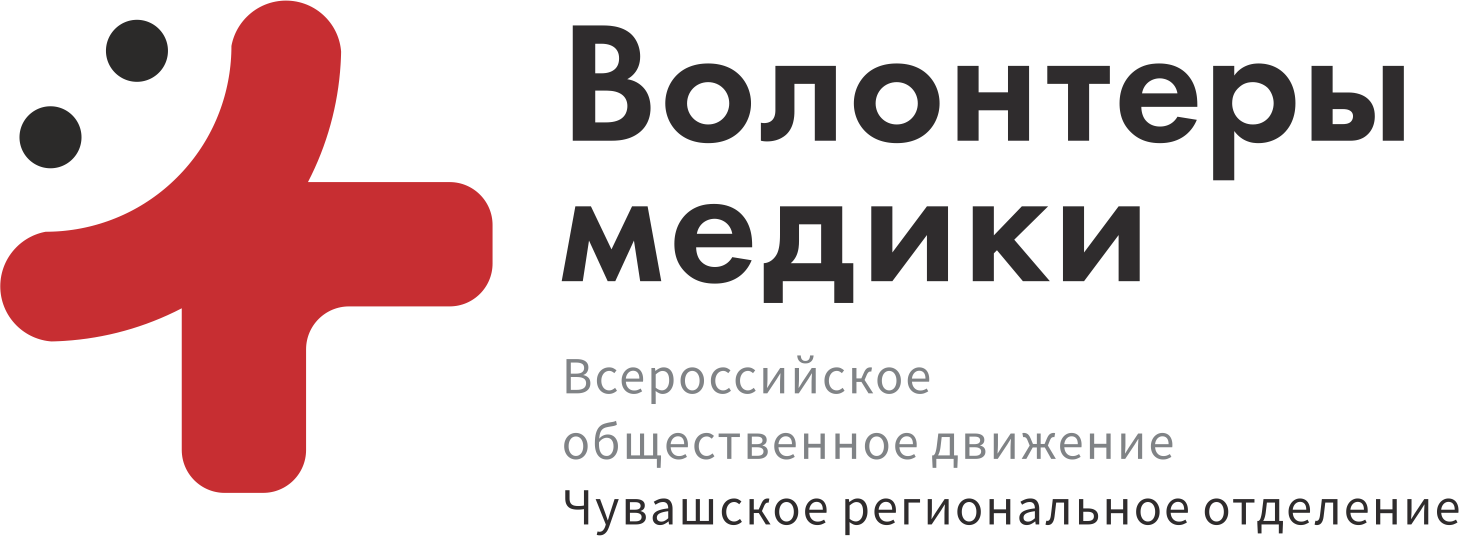 Волонтеры
медики
Всероссийское
общественное движение
Чувашское региональное отделение